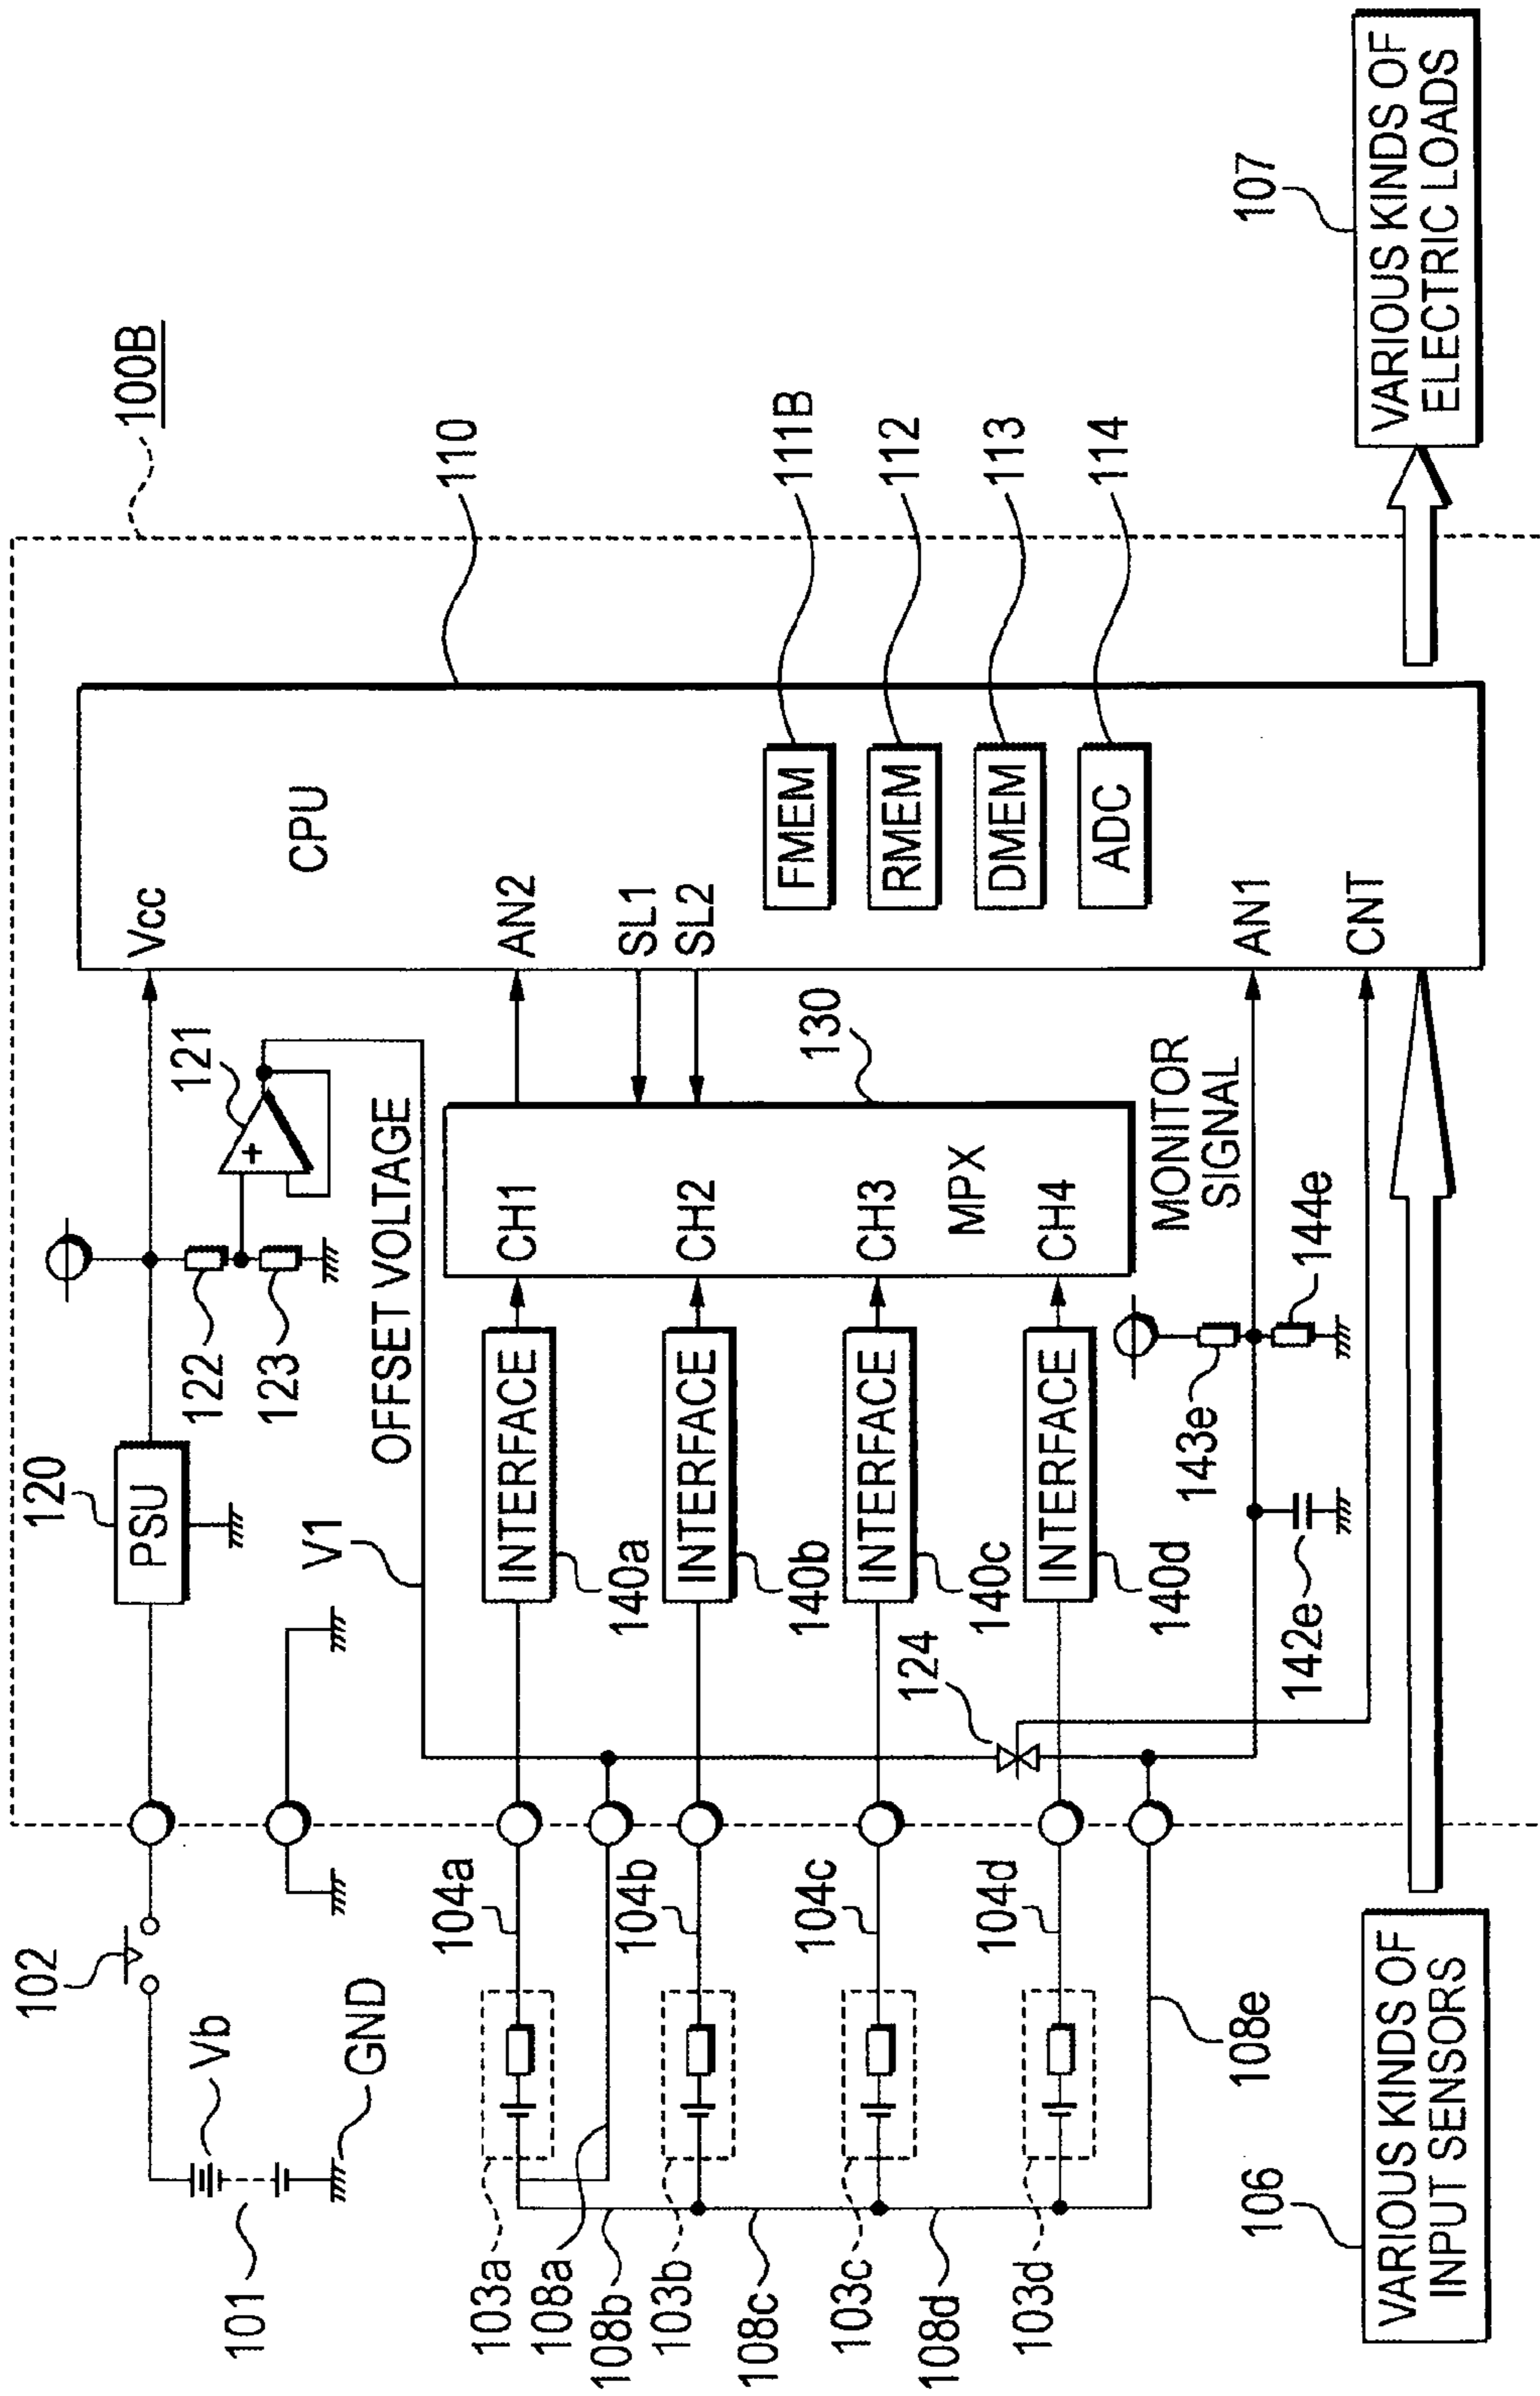 100B
102
Vb
101
GND
120
PSU
122
123
121
+
Vcc
CPU
110
V1
OFFSET VOLTAGE
103a
104a
108a
108b
INTERFACE
140a
CH1
AN2
SL1
SL2
103b
104b
INTERFACE
140b
CH2
130
108c
103c
104c
INTERFACE
140c
CH3
MPX
108d
103d
104d
124
INTERFACE
140d
CH4
FMEM
111B
RMEM
112
DMEM
113
ADC
114
108e
142e
143e
144e
MONITOR
SIGNAL
AN1
CNT
106
VARIOUS KINDS OF
INPUT SENSORS
107
VARIOUS KINDS OF
ELECTRIC LOADS